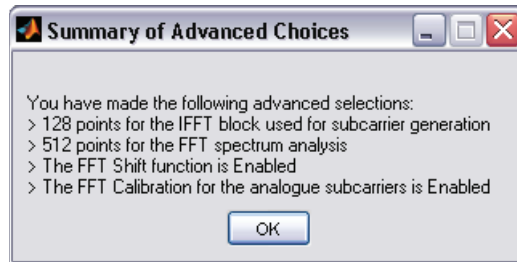 Summary of Advanced Choices
You have made the following advanced selections:
> 128 points for the IFFT block used for subcarrier generation
> 512 points for the FFT spectrum analysis
> The FFT Shift function is Enabled
> The FFT Calibration for the analogue subcarriers is Enabled
OK